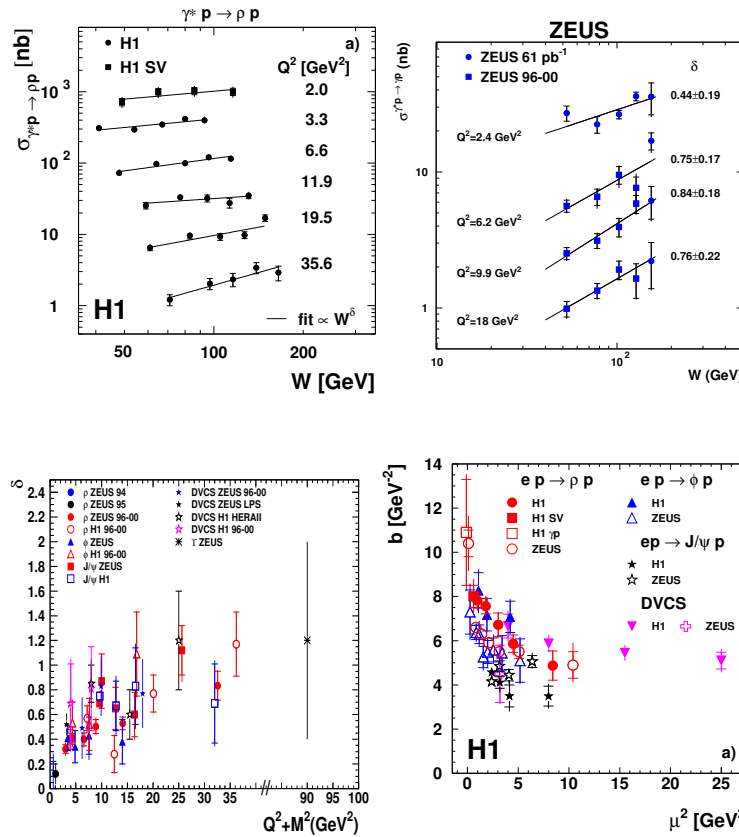 γ* p → ρ p
H1
H1 SV
a)
Q² [GeV²]
2.0
3.3
6.6
11.9
19.5
35.6
10³
10²
10
1
σγ*p → ρp [nb]
H1
fit ∝ W^δ
50
100
200
W [GeV]
ZEUS
ZEUS 61 pb⁻¹
ZEUS 96-00
δ
0.44±0.19
0.75±0.17
0.84±0.18
0.76±0.22
Q²=2.4 GeV²
Q²=6.2 GeV²
Q²=9.9 GeV²
Q²=18 GeV²
σ^γ*p → γp (nb)
10
1
10
10²
W (GeV)
δ
2.4
2.2
2
1.8
1.6
1.4
1.2
1
0.8
0.6
0.4
0.2
0
ρ ZEUS 94
ρ ZEUS 95
ρ ZEUS 96-00
ρ H1 96-00
ϕ ZEUS
ϕ H1 96-00
J/ψ ZEUS
J/ψ H1
DVCS ZEUS 96-00
DVCS ZEUS LPS
DVCS H1 HERAII
DVCS H1 96-00
Υ ZEUS
0 5 10 15 20 25 30 35 80 90 100
Q²+M²(GeV²)
b [GeV⁻²]
14
12
10
8
6
4
2
0
e p → ρ p
H1
H1 SV
H1 γp
ZEUS
e p → ϕ p
H1
ZEUS
ep → J/ψ p
H1
ZEUS
DVCS
H1 ZEUS
H1
a)
0 5 10 15 20 25
μ² [GeV²]